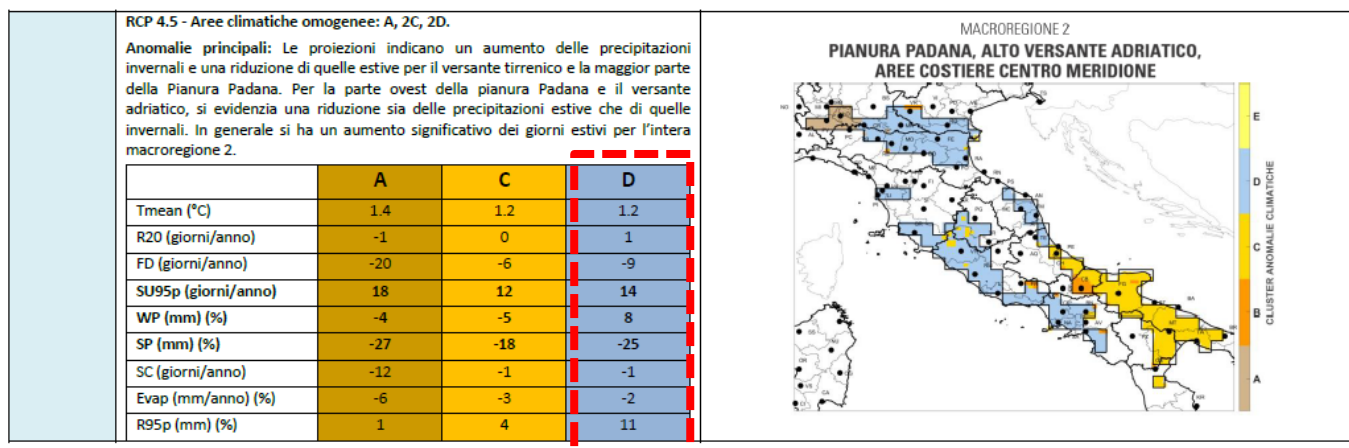 RCP 4.5 - Aree climatiche omogenee: A, 2C, 2D.
Anomalie principali: Le proiezioni indicano un aumento delle precipitazioni
invernali e una riduzione di quelle estive per il versante tirrenico e la maggior parte
della Pianura Padana. Per la parte ovest della pianura Padana e il versante
adriatico, si evidenzia una riduzione sia delle precipitazioni estive che di quelle
invernali. In generale si ha un aumento significativo dei giorni estivi per l'intera
macroregione 2.
A C D
Tmean (°C) 1.4 1.2 1.2
R20 (giorni/anno) -1 0 1
FD (giorni/anno) -20 -6 -9
SU95p (giorni/anno) 18 12 14
WP (mm) (%) -4 -5 8
SP (mm) (%) -27 -18 -25
SC (giorni/anno) -12 -1 -1
Evap (mm/anno) (%) -6 -3 -2
R95p (mm) (%) 1 4 11
MACROREGIONE 2
PIANURA PADANA, ALTO VERSANTE ADRIATICO,
AREE COSTIERE CENTRO MERIDIONE
E
D
C
B
A
CLUSTER ANOMALIE CLIMATICHE